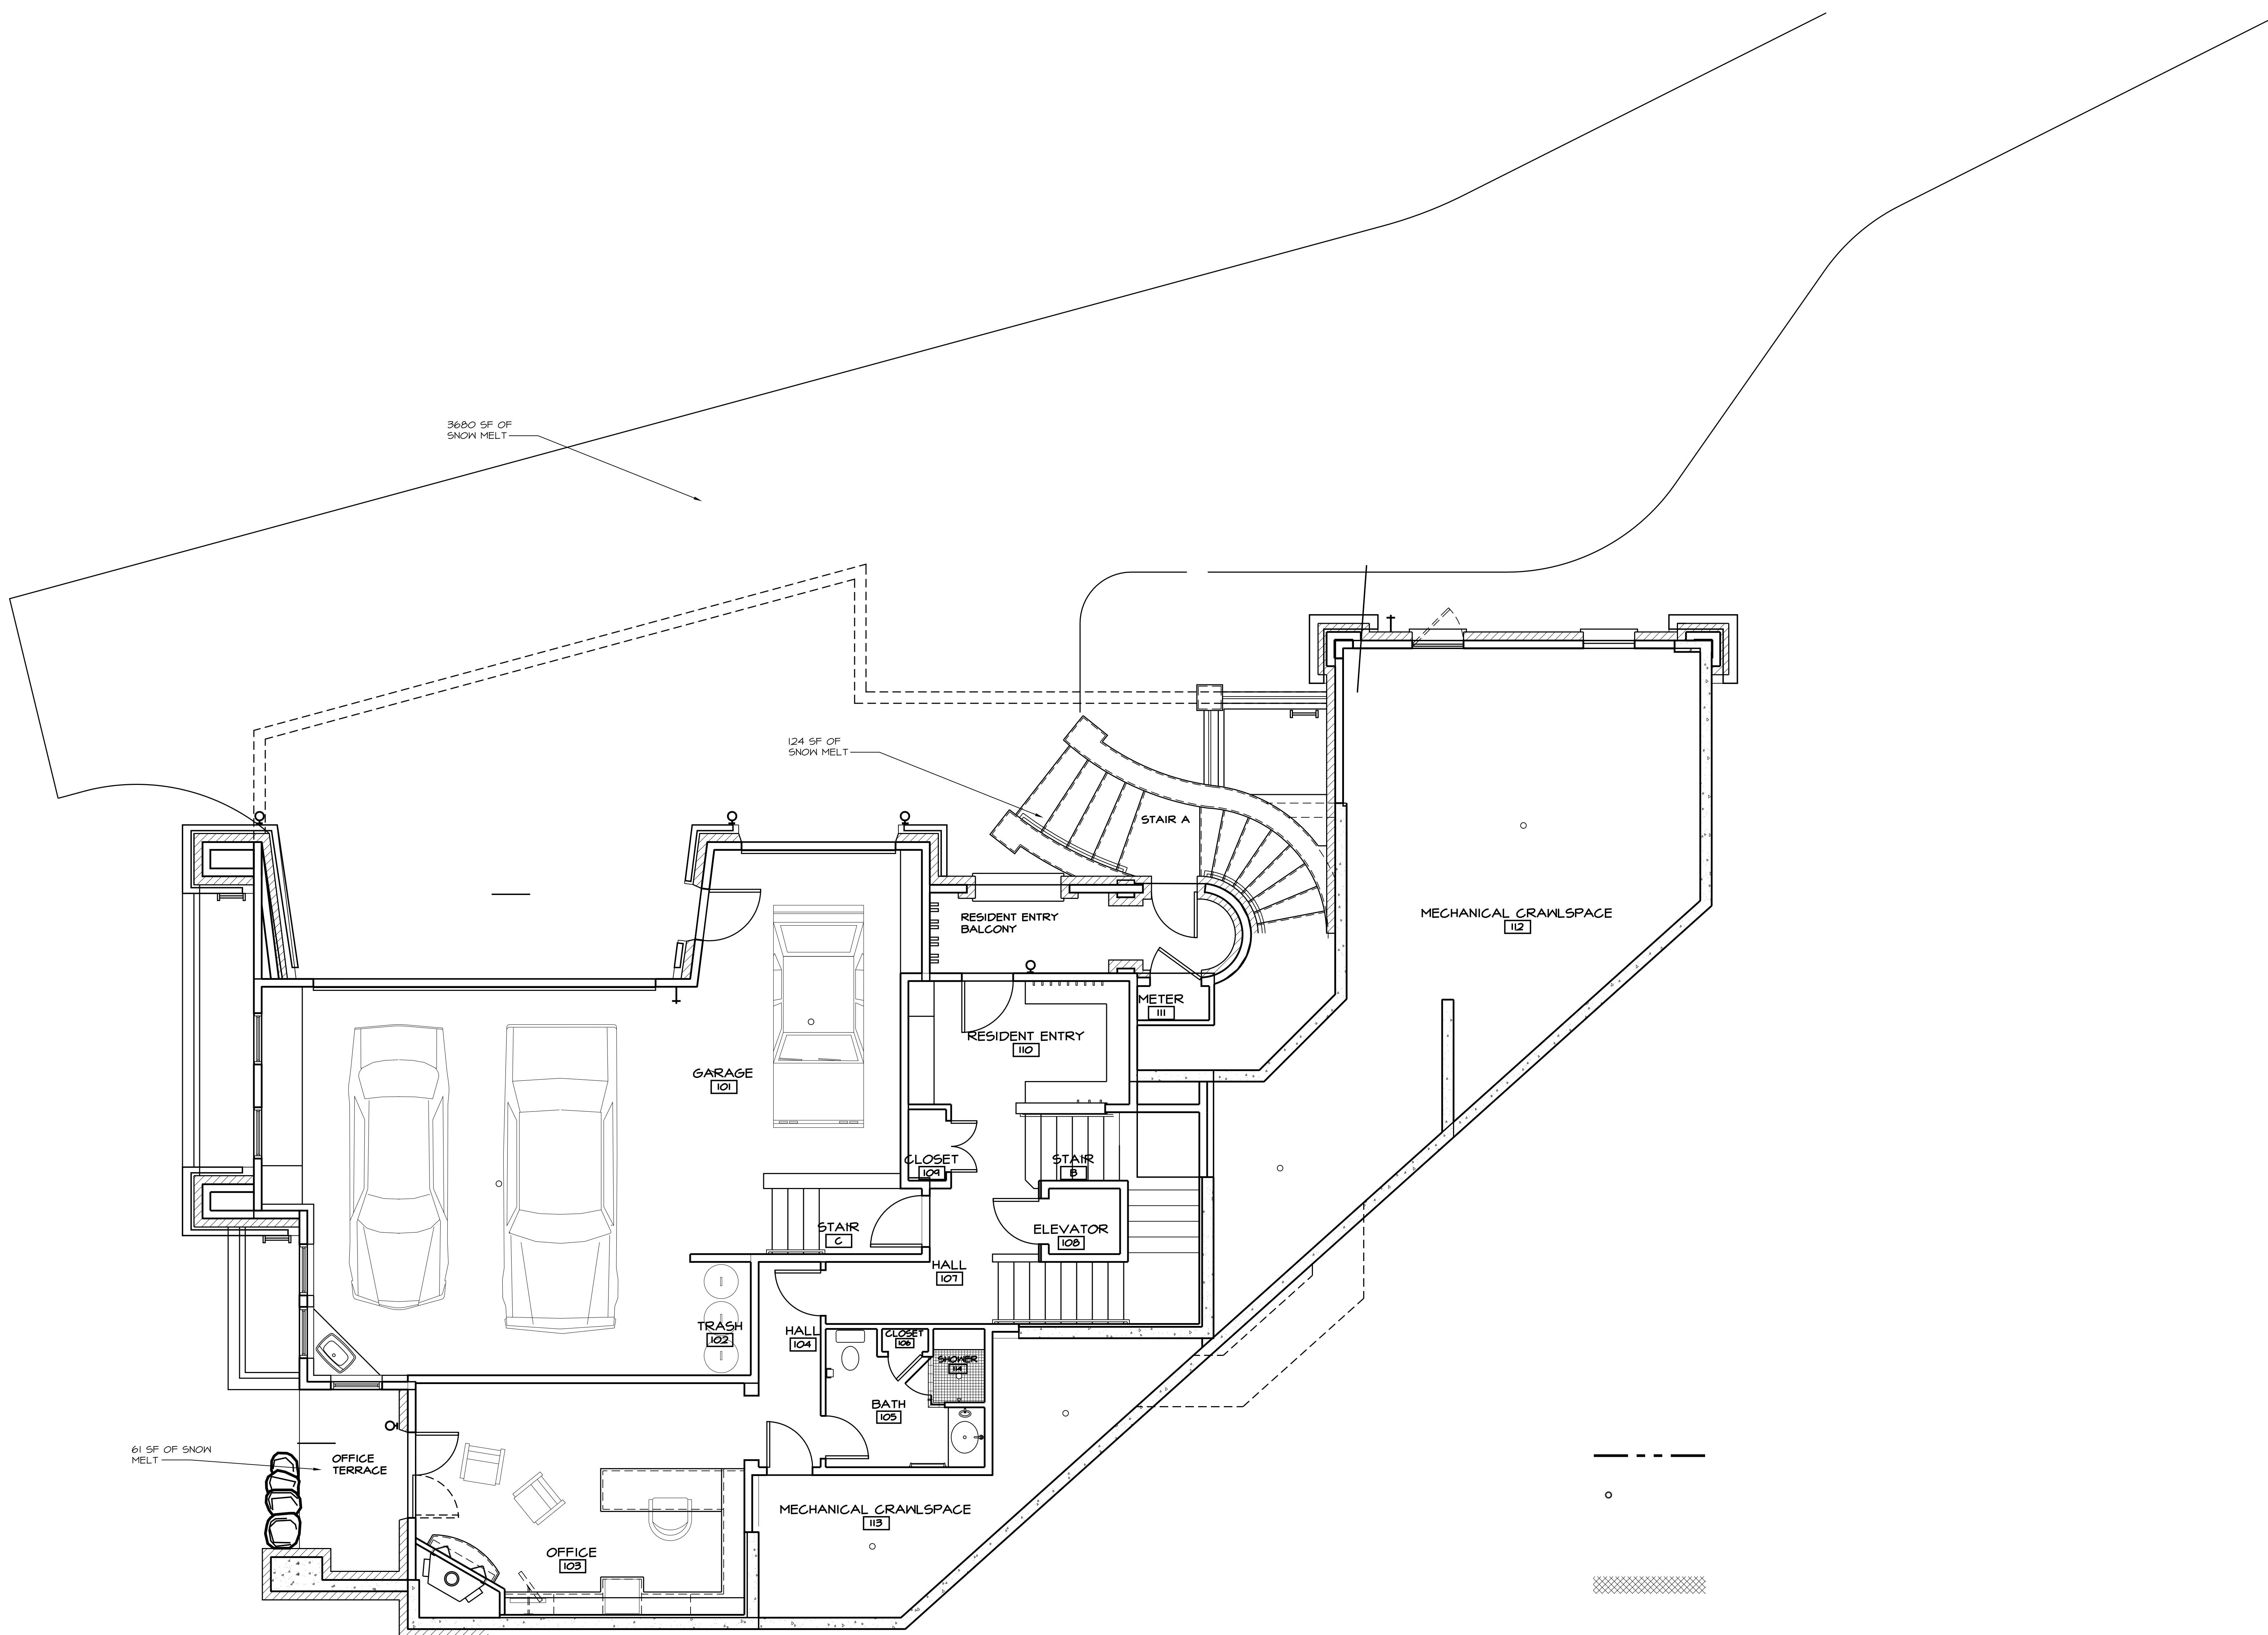 3680 SF OF
SNOW MELT
124 SF OF
SNOW MELT
STAIR A
RESIDENT ENTRY
BALCONY
MECHANICAL CRAWLSPACE
112
METER
111
RESIDENT ENTRY
110
GARAGE
101
CLOSET
109
STAIR
B
STAIR
C
ELEVATOR
108
HALL
107
TRASH
102
HALL
104
CLOSET
106
SHOWER
114
BATH
105
61 SF OF SNOW
MELT
OFFICE
TERRACE
MECHANICAL CRAWLSPACE
113
OFFICE
103